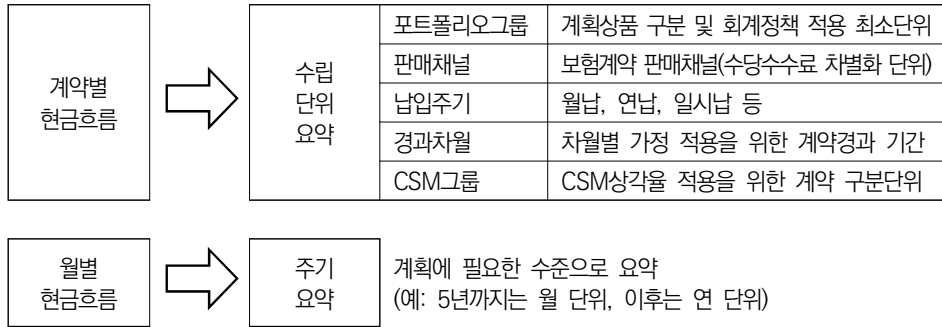 계약별
현금흐름
수립
단위
요약
포트폴리오그룹 계획상품 구분 및 회계정책 적용 최소단위
판매채널 보험계약 판매채널(수당수수료 차별화 단위)
납입주기 월납, 연납, 일시납 등
경과차월 차월별 가정 적용을 위한 계약경과 기간
CSM그룹 CSM상각율 적용을 위한 계약 구분단위
월별
현금흐름
주기
요약
계획에 필요한 수준으로 요약
(예: 5년까지는 월 단위, 이후는 연 단위)